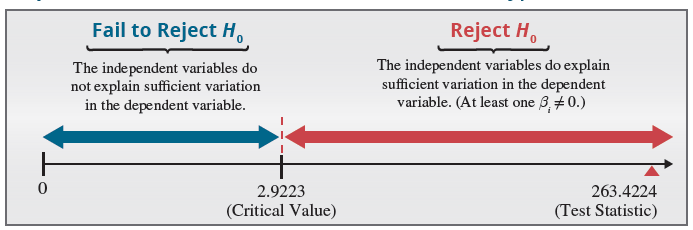 Fail to Reject H₀
The independent variables do
not explain sufficient variation
in the dependent variable.
Reject H₀
The independent variables do explain
sufficient variation in the dependent
variable. (At least one βᵢ ≠ 0.)
0
2.9223
(Critical Value)
263.4224
(Test Statistic)